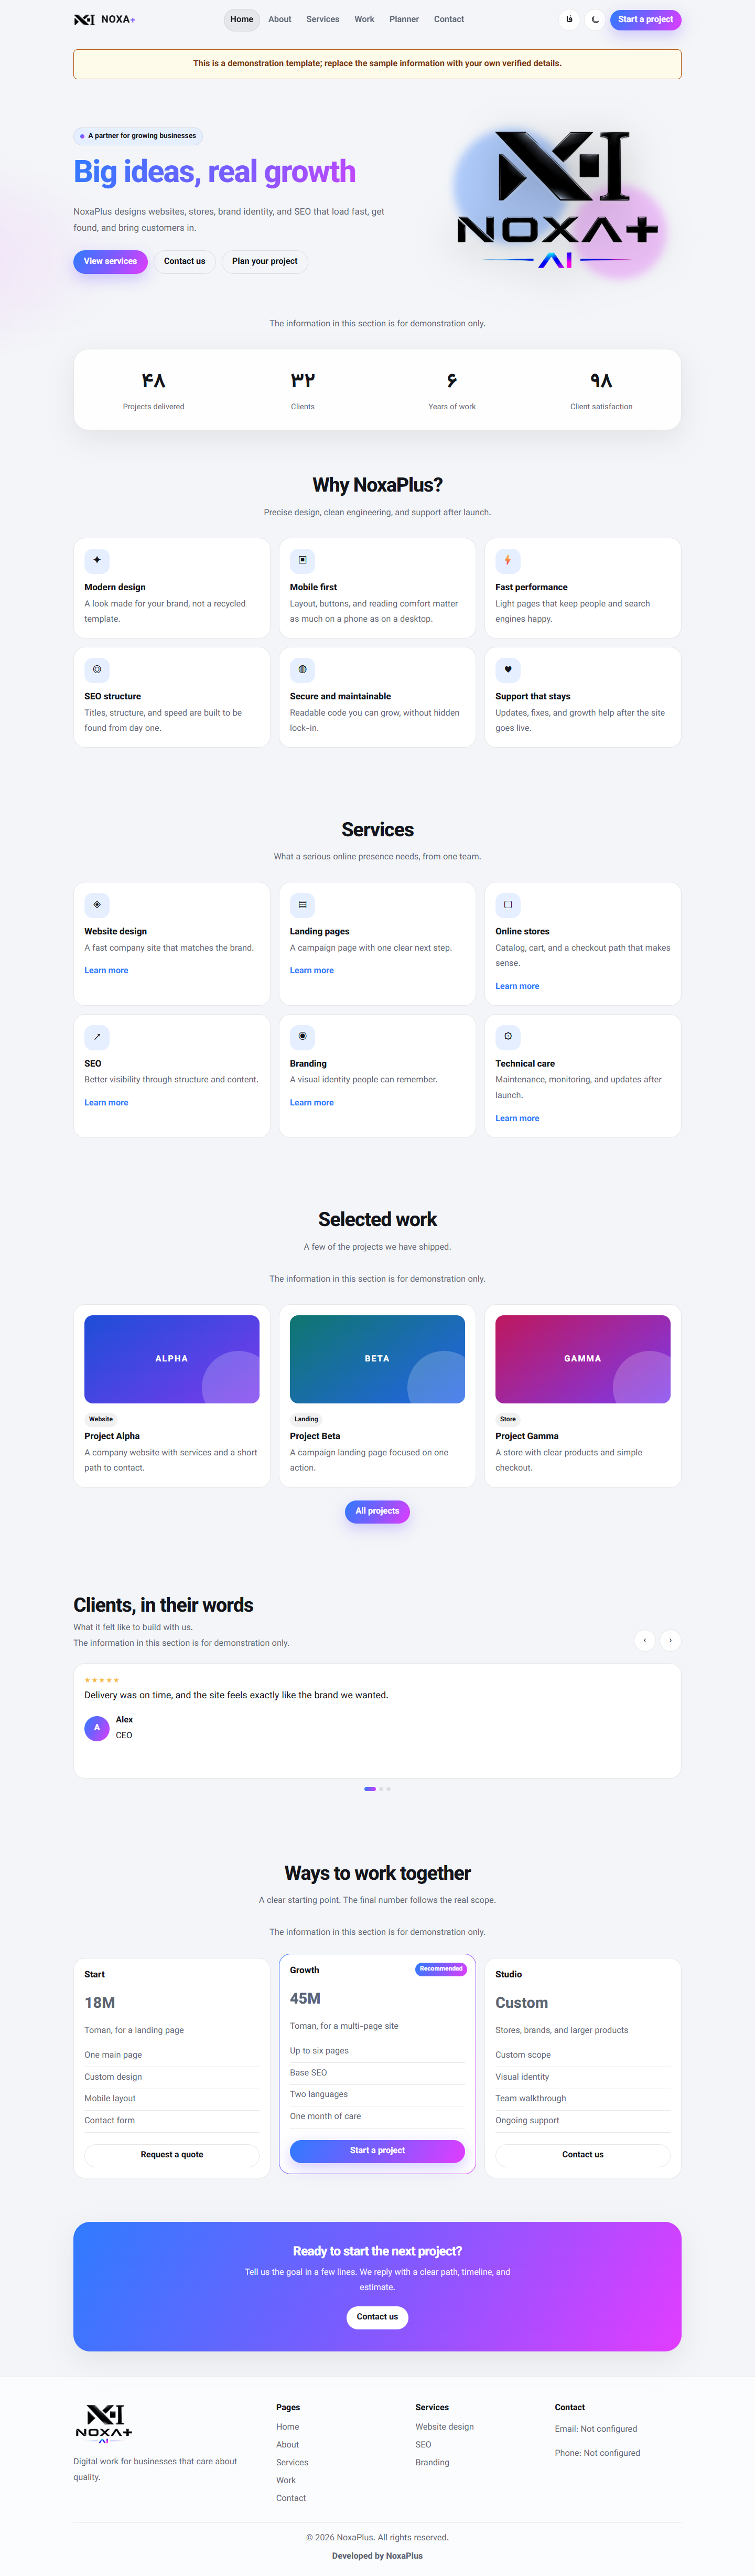 NOXA+
Home
About
Services
Work
Planner
Contact
فا
Start a project
This is a demonstration template; replace the sample information with your own verified details.
A partner for growing businesses
Big ideas, real growth
NoxaPlus designs websites, stores, brand identity, and SEO that load fast, get
found, and bring customers in.
View services
Contact us
Plan your project
NOXA+
AI
The information in this section is for demonstration only.
۴۸
Projects delivered
۳۲
Clients
۶
Years of work
۹۸
Client satisfaction
Why NoxaPlus?
Precise design, clean engineering, and support after launch.
Modern design
A look made for your brand, not a recycled
template.
Mobile first
Layout, buttons, and reading comfort matter
as much on a phone as on a desktop.
Fast performance
Light pages that keep people and search
engines happy.
SEO structure
Titles, structure, and speed are built to be
found from day one.
Secure and maintainable
Readable code you can grow, without hidden
lock-in.
Support that stays
Updates, fixes, and growth help after the site
goes live.
Services
What a serious online presence needs, from one team.
Website design
A fast company site that matches the brand.
Learn more
Landing pages
A campaign page with one clear next step.
Learn more
Online stores
Catalog, cart, and a checkout path that makes
sense.
Learn more
SEO
Better visibility through structure and content.
Learn more
Branding
A visual identity people can remember.
Learn more
Technical care
Maintenance, monitoring, and updates after
launch.
Learn more
Selected work
A few of the projects we have shipped.
The information in this section is for demonstration only.
ALPHA
Website
Project Alpha
A company website with services and a short
path to contact.
BETA
Landing
Project Beta
A campaign landing page focused on one
action.
GAMMA
Store
Project Gamma
A store with clear products and simple
checkout.
All projects
Clients, in their words
What it felt like to build with us.
The information in this section is for demonstration only.
‹
›
★★★★★
Delivery was on time, and the site feels exactly like the brand we wanted.
A
Alex
CEO
Ways to work together
A clear starting point. The final number follows the real scope.
The information in this section is for demonstration only.
Start
18M
Toman, for a landing page
One main page
Custom design
Mobile layout
Contact form
Request a quote
Growth
Recommended
45M
Toman, for a multi-page site
Up to six pages
Base SEO
Two languages
One month of care
Start a project
Studio
Custom
Stores, brands, and larger products
Custom scope
Visual identity
Team walkthrough
Ongoing support
Contact us
Ready to start the next project?
Tell us the goal in a few lines. We reply with a clear path, timeline, and
estimate.
Contact us
NOXA+
AI
Digital work for businesses that care about
quality.
Pages
Home
About
Services
Work
Contact
Services
Website design
SEO
Branding
Contact
Email: Not configured
Phone: Not configured
© 2026 NoxaPlus. All rights reserved.
Developed by NoxaPlus